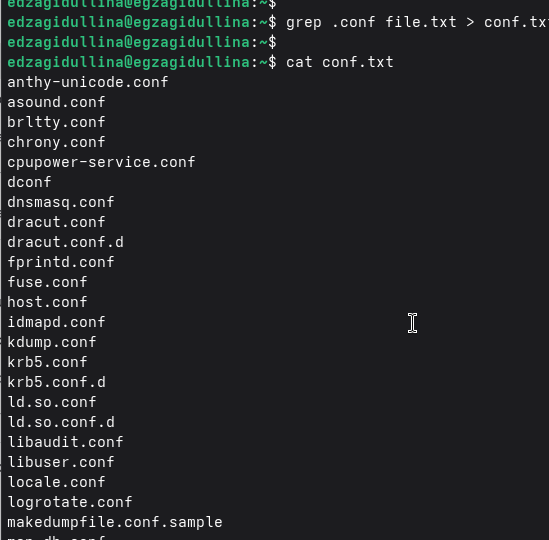 edzagidullina@egzagidullina:~$
edzagidullina@egzagidullina:~$ grep .conf file.txt > conf.tx
edzagidullina@egzagidullina:~$
edzagidullina@egzagidullina:~$ cat conf.txt
anthy-unicode.conf
asound.conf
brltty.conf
chrony.conf
cpupower-service.conf
dconf
dnsmasq.conf
dracut.conf
dracut.conf.d
fprintd.conf
fuse.conf
host.conf
idmapd.conf
kdump.conf
krb5.conf
krb5.conf.d
ld.so.conf
ld.so.conf.d
libaudit.conf
libuser.conf
locale.conf
logrotate.conf
makedumpfile.conf.sample